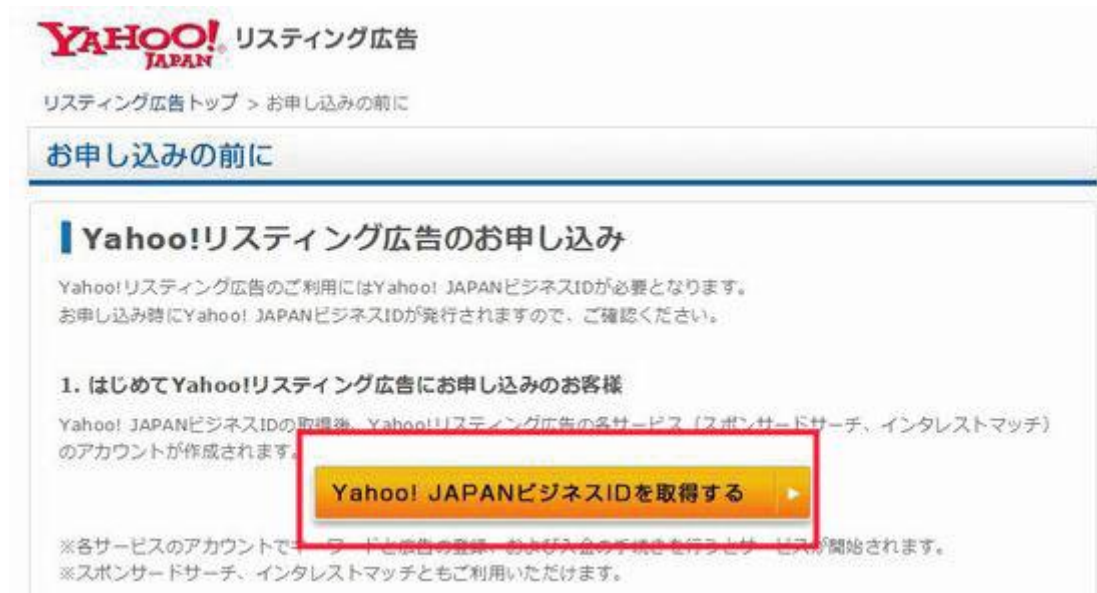 YAHOO! JAPAN リスティング広告
リスティング広告トップ > お申し込みの前に
お申し込みの前に
Yahoo!リスティング広告のお申し込み
Yahoo!リスティング広告のご利用にはYahoo! JAPANビジネスIDが必要となります。
お申し込み時にYahoo! JAPANビジネスIDが発行されますので、ご確認ください。
1. はじめてYahoo!リスティング広告にお申し込みのお客様
Yahoo! JAPANビジネスIDの取得後、Yahoo!リスティング広告の各サービス（スポンサードサーチ、インタレストマッチ）
のアカウントが作成されます。
Yahoo! JAPANビジネスIDを取得する
※各サービスのアカウントでキーワードと広告の登録、および入金の手続きを行うとサービスが開始されます。
※スポンサードサーチ、インタレストマッチともご利用いただけます。